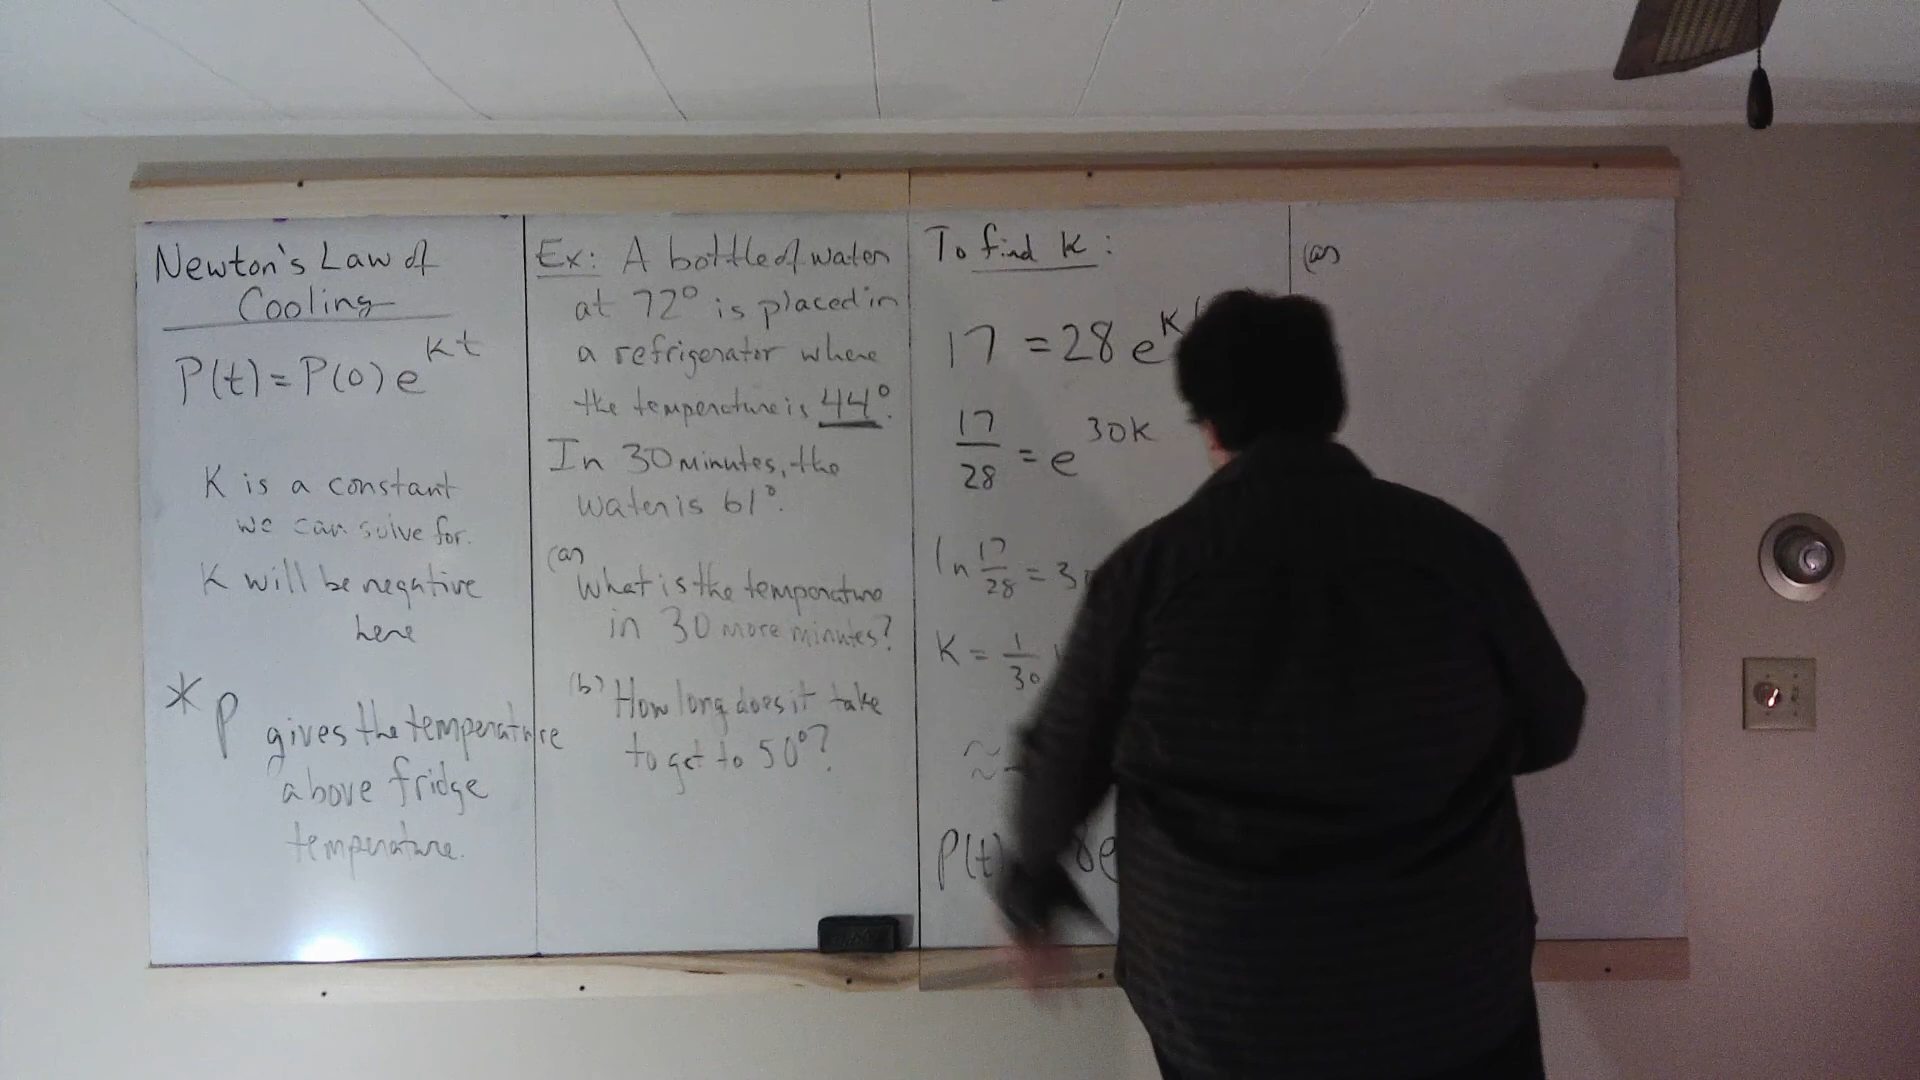 Newton's Law of
Cooling
P(t) = P(0) e^kt
K is a constant
we can solve for.
K will be negative
here
* P gives the temperature
above fridge
temperature.
Ex: A bottle of water
at 72° is placed in
a refrigerator where
the temperature is 44°.
In 30 minutes, the
water is 61°.
(a)
What is the temperature
in 30 more minutes?
(b) How long does it take
to get to 50°?
To find K:
17 = 28 e^K(
17/28 = e^30K
ln 17/28 = 3
K = 1/30
≈ -
P(t) 8e
(a)